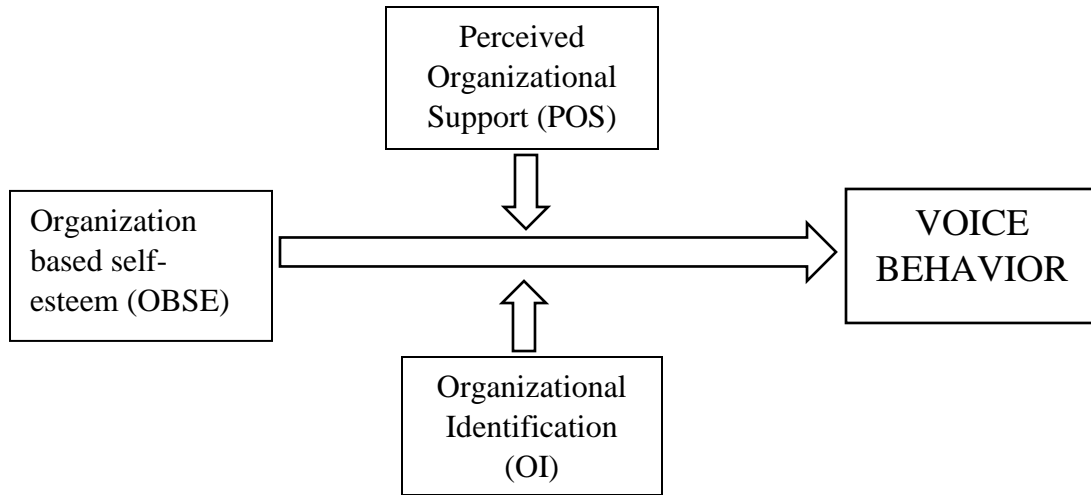 Perceived
Organizational
Support (POS)
Organization
based self-
esteem (OBSE)
VOICE
BEHAVIOR
Organizational
Identification
(OI)